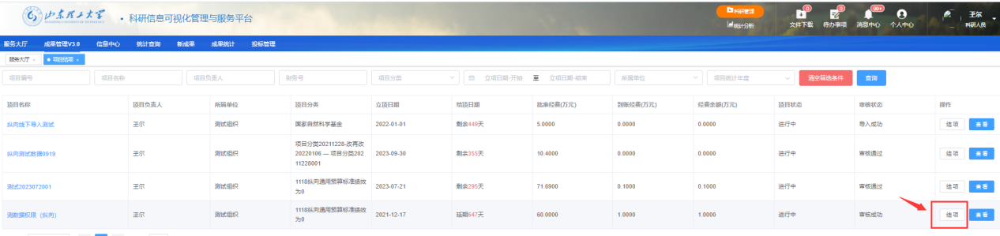 山东理工大学 • 科研信息可视化管理与服务平台
科研管理
统计分析
0 0 99+
文件下载 待办事项 消息中心 个人中心
王尔
科研人员
服务大厅 成果管理V3.0 信息中心 统计查询 新成果 成果统计 投标管理
服务大厅 × 项目结项 ×
项目编号 项目名称 项目负责人 财务号 项目分类 立项日期-开始 至 立项日期-结束 所属单位 项目统计年度 清空筛选条件 查询
项目名称 项目负责人 所属单位 项目分类 立项日期 结项日期 批准经费(万元) 到账经费(万元) 经费余额(万元) 项目状态 审核状态 操作
纵向线下导入测试 王尔 测试组织 国家自然科学基金 2022-01-01 剩余449天 5.0000 0.0000 0.0000 进行中 导入成功 结项 查看
项目分类20211228-改再改
纵向测试数据0919 王尔 测试组织 20220106 — 项目分类202 2023-09-30 剩余355天 10.4000 0.0000 0.0000 进行中 审核通过 结项 查看
11228001
1118纵向通用预算标准绩效
测试2023072001 王尔 测试组织 2023-07-21 剩余295天 71.6900 0.1000 0.1000 进行中 审核通过 结项 查看
为0
1118纵向通用预算标准绩效
测数据权限（纵向） 王尔 测试组织 2021-12-17 延期647天 60.0000 1.0000 1.0000 进行中 审核成功 结项 查看
为0